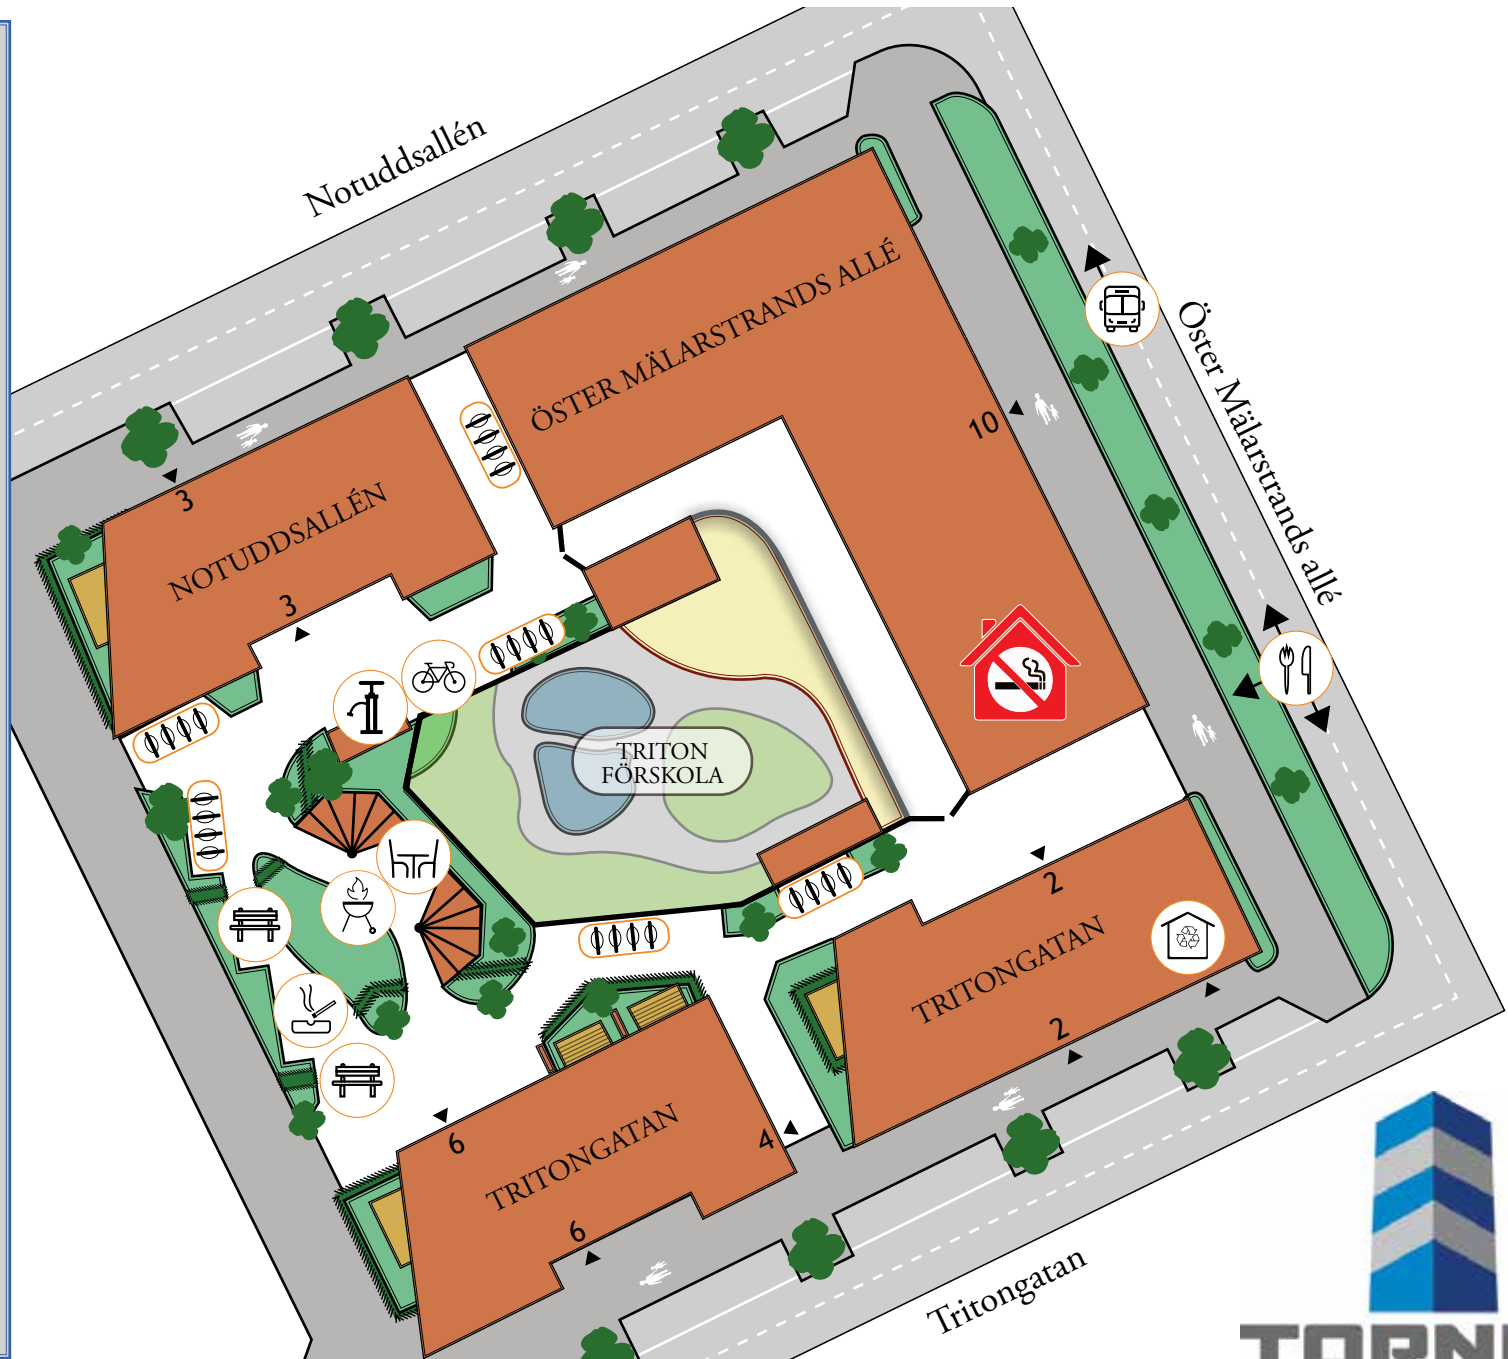 Notuddsallén
ÖSTER MÄLARSTRANDS ALLÉ
10
Öster Mälarstrands allé
3
NOTUDDSALLÉN
3
TRITON
FÖRSKOLA
2
TRITONGATAN
2
4
6
TRITONGATAN
6
Tritongatan